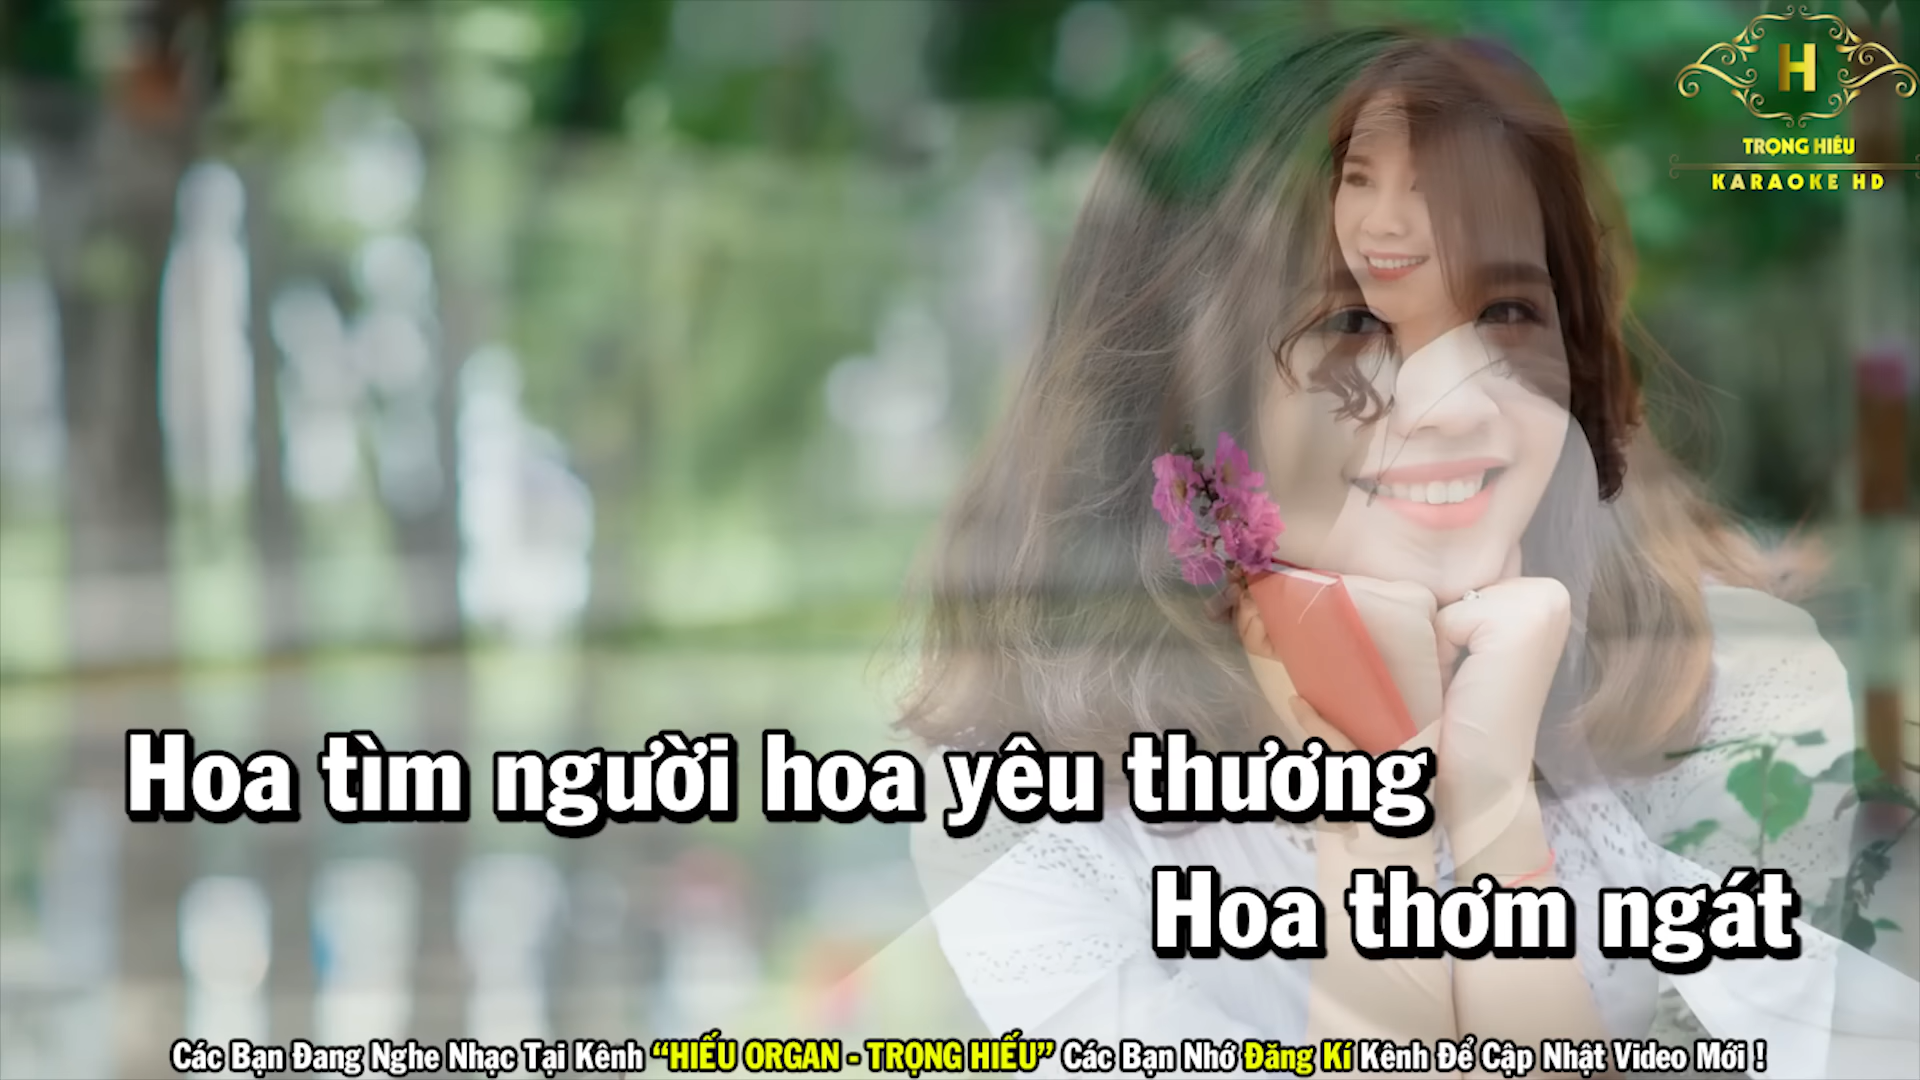 H
TRỌNG HIẾU
KARAOKE HD
Hoa tìm người hoa yêu thương
Hoa thơm ngát
Các Bạn Đang Nghe Nhạc Tại Kênh “HIẾU ORGAN - TRỌNG HIẾU” Các Bạn Nhớ Đăng Kí Kênh Để Cập Nhật Video Mới !